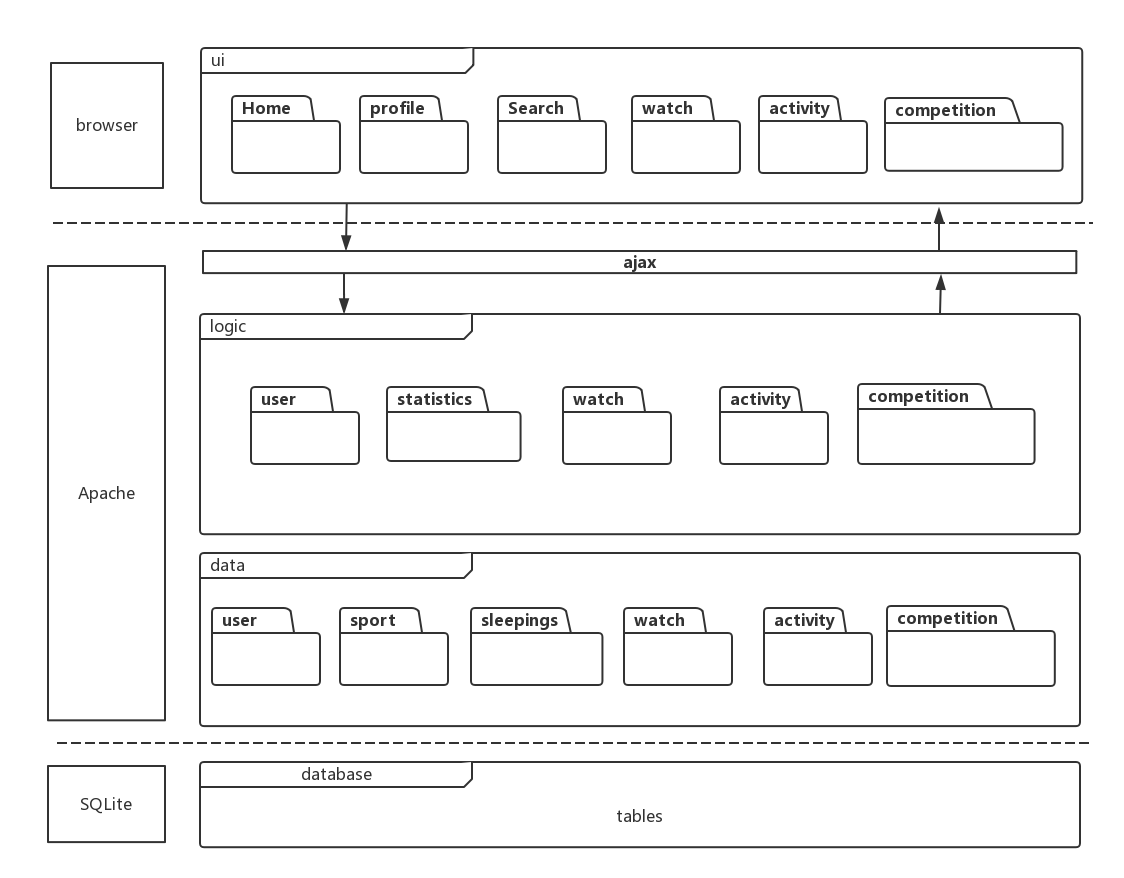 ui
browser
Home
profile
Search
watch
activity
competition
ajax
Apache
logic
user
statistics
watch
activity
competition
data
user
sport
sleepings
watch
activity
competition
SQLite
database
tables